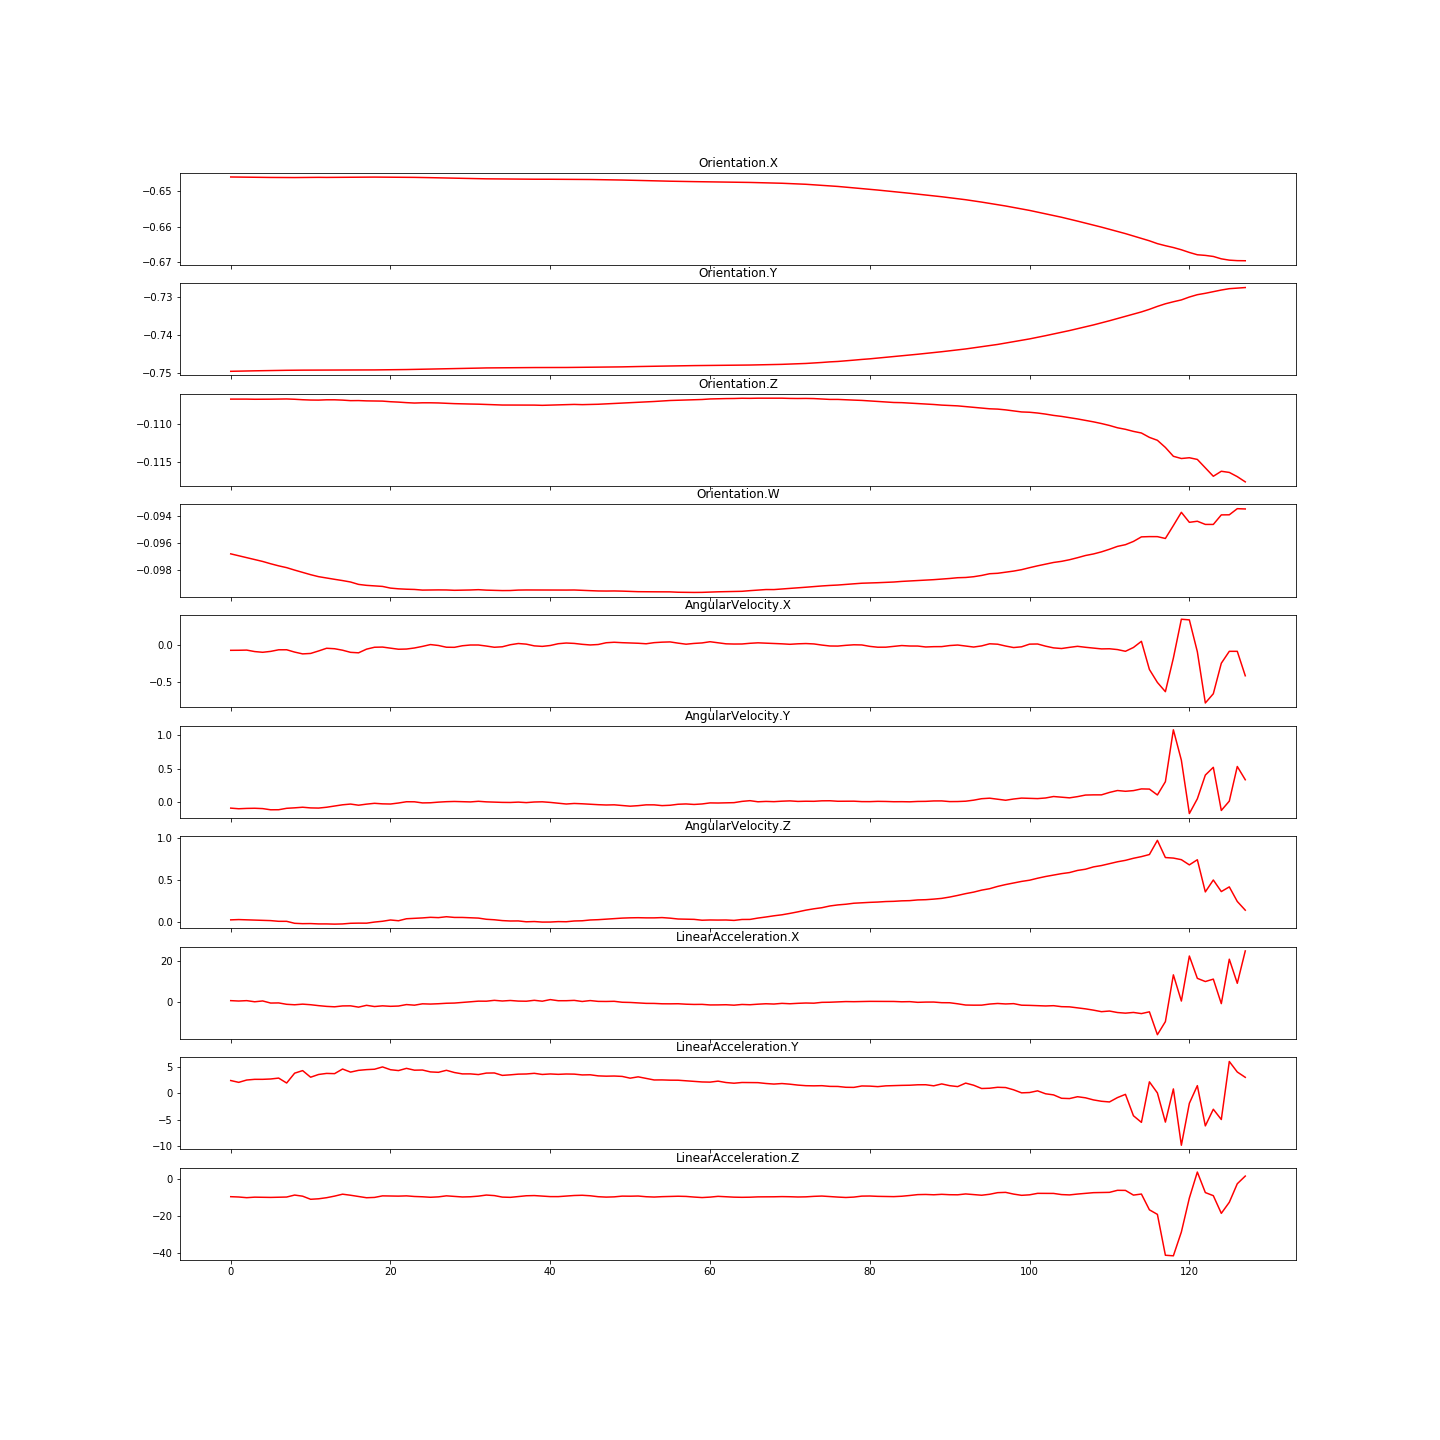 Orientation.X
−0.65
−0.66
−0.67
Orientation.Y
−0.73
−0.74
−0.75
Orientation.Z
−0.110
−0.115
Orientation.W
−0.094
−0.096
−0.098
AngularVelocity.X
0.0
−0.5
AngularVelocity.Y
1.0
0.5
0.0
AngularVelocity.Z
1.0
0.5
0.0
LinearAcceleration.X
20
0
LinearAcceleration.Y
5
0
−5
−10
LinearAcceleration.Z
0
−20
−40
0 20 40 60 80 100 120